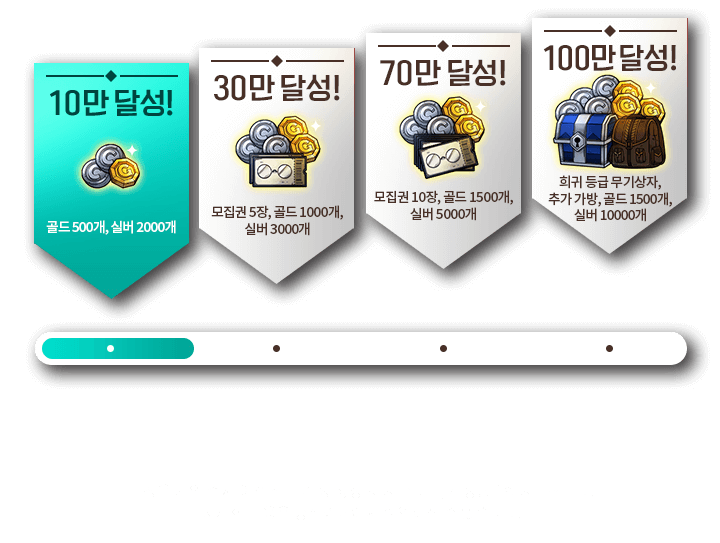 10만 달성!
골드 500개, 실버 2000개
30만 달성!
모집권 5장, 골드 1000개,
실버 3000개
70만 달성!
모집권 10장, 골드 1500개,
실버 5000개
100만 달성!
희귀 등급 무기상자,
추가 가방, 골드 1500개,
실버 10000개